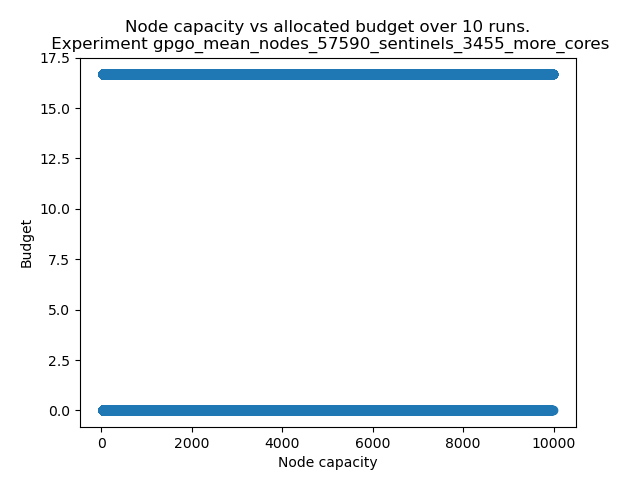 Node capacity vs allocated budget over 10 runs.
Experiment gpgo_mean_nodes_57590_sentinels_3455_more_cores
17.5
15.0
12.5
10.0
7.5
5.0
2.5
0.0
Budget
0 2000 4000 6000 8000 10000
Node capacity